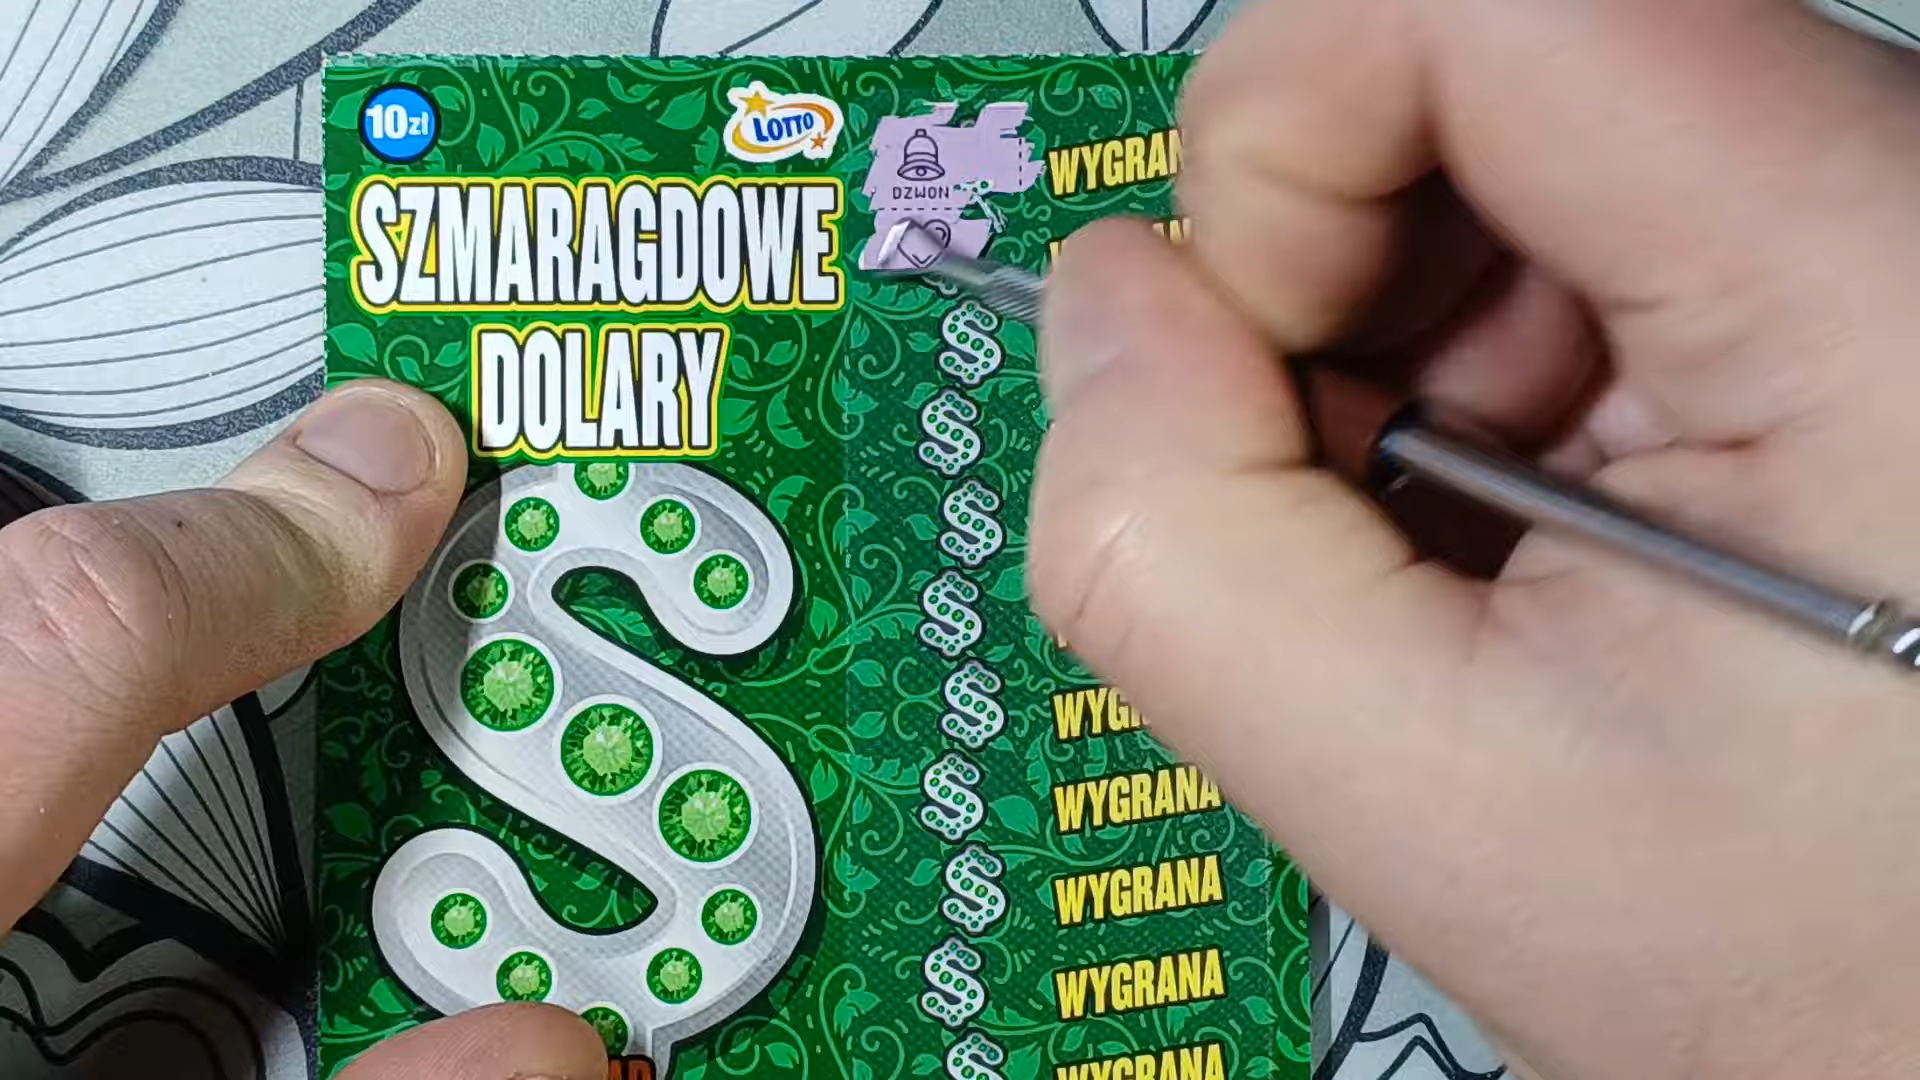 10zł
LOTTO
SZMARAGDOWE
DOLARY
DZWON
WYGRANA
WYGRANA
WYGRANA
WYGRANA